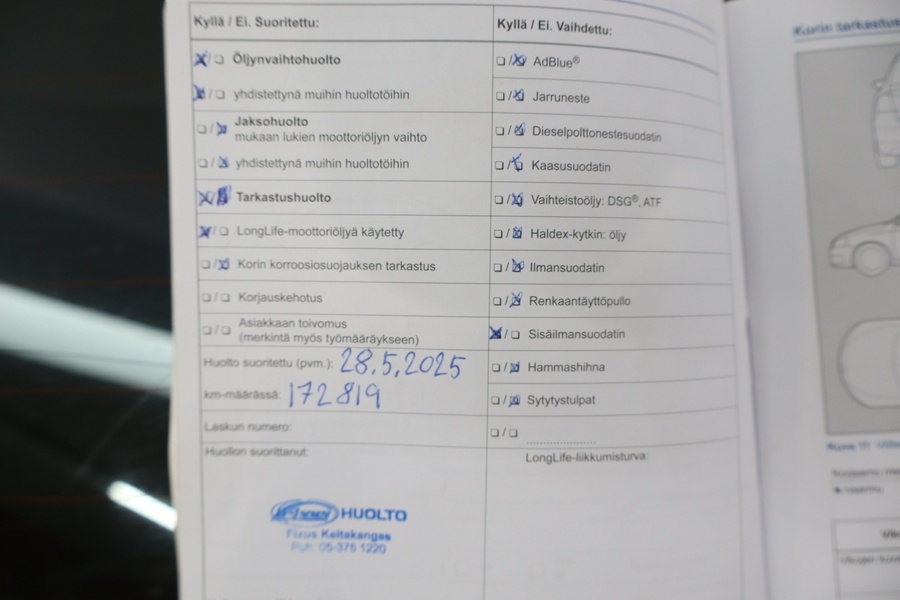 Kyllä / Ei. Suoritettu:
Öljynvaihtohuolto
yhdistettynä muihin huoltotöihin
Jaksohuolto
mukaan lukien moottoriöljyn vaihto
yhdistettynä muihin huoltotöihin
Tarkastushuolto
LongLife-moottoriöljyä käytetty
Korin korroosiosuojauksen tarkastus
Korjauskehotus
Asiakkaan toivomus
(merkintä myös työmääräykseen)
Huolto suoritettu (pvm.): 28.5.2025
km-määrässä: 172819
Laskun numero:
Huollon suorittanut:
HUOLTO
Fixus Keltakangas
Puh. 05-375 1220
Kyllä / Ei. Vaihdettu:
AdBlue®
Jarruneste
Dieselpolttonestesuodatin
Kaasusuodatin
Vaihteistoöljy: DSG®, ATF
Haldex-kytkin: öljy
Ilmansuodatin
Renkaantäyttöpullo
Sisäilmansuodatin
Hammashihna
Sytytystulpat
LongLife-liikkumisturva:
Korin tarkastus